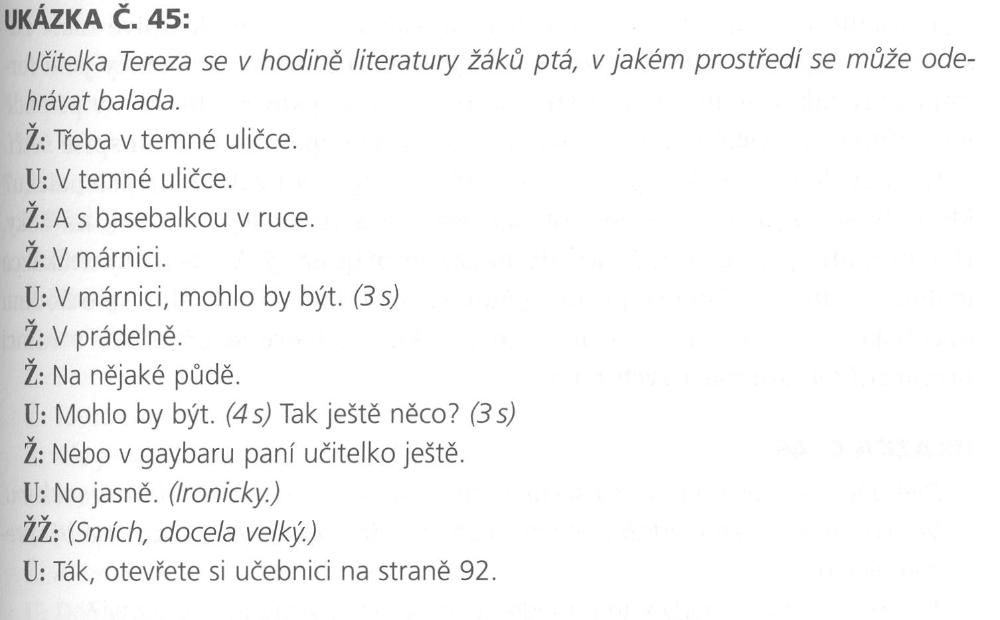 UKÁZKA Č. 45:
Učitelka Tereza se v hodině literatury žáků ptá, v jakém prostředí se může ode-
hrávat balada.
Ž: Třeba v temné uličce.
U: V temné uličce.
Ž: A s basebalkou v ruce.
Ž: V márnici.
U: V márnici, mohlo by být. (3 s)
Ž: V prádelně.
Ž: Na nějaké půdě.
U: Mohlo by být. (4 s) Tak ještě něco? (3 s)
Ž: Nebo v gaybaru paní učitelko ještě.
U: No jasně. (Ironicky.)
ŽŽ: (Smích, docela velký.)
U: Ták, otevřete si učebnici na straně 92.